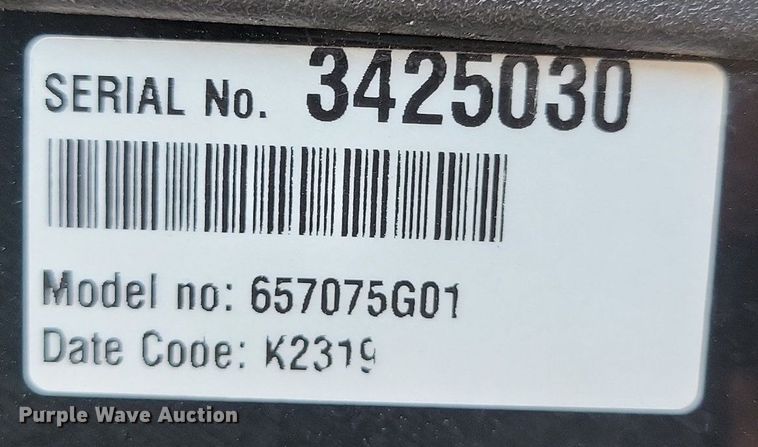 SERIAL No. 3425030
Model no: 657075G01
Date Code: K2319
Purple Wave Auction